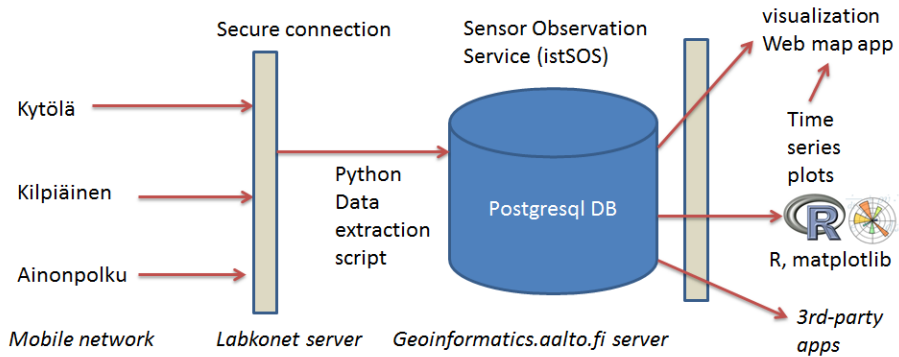 Secure connection
Sensor Observation
Service (istSOS)
visualization
Web map app
Kytölä
Kilpiäinen
Ainonpolku
Python
Data
extraction
script
Postgresql DB
Time
series
plots
R
R, matplotlib
3rd-party
apps
Mobile network
Labkonet server
Geoinformatics.aalto.fi server